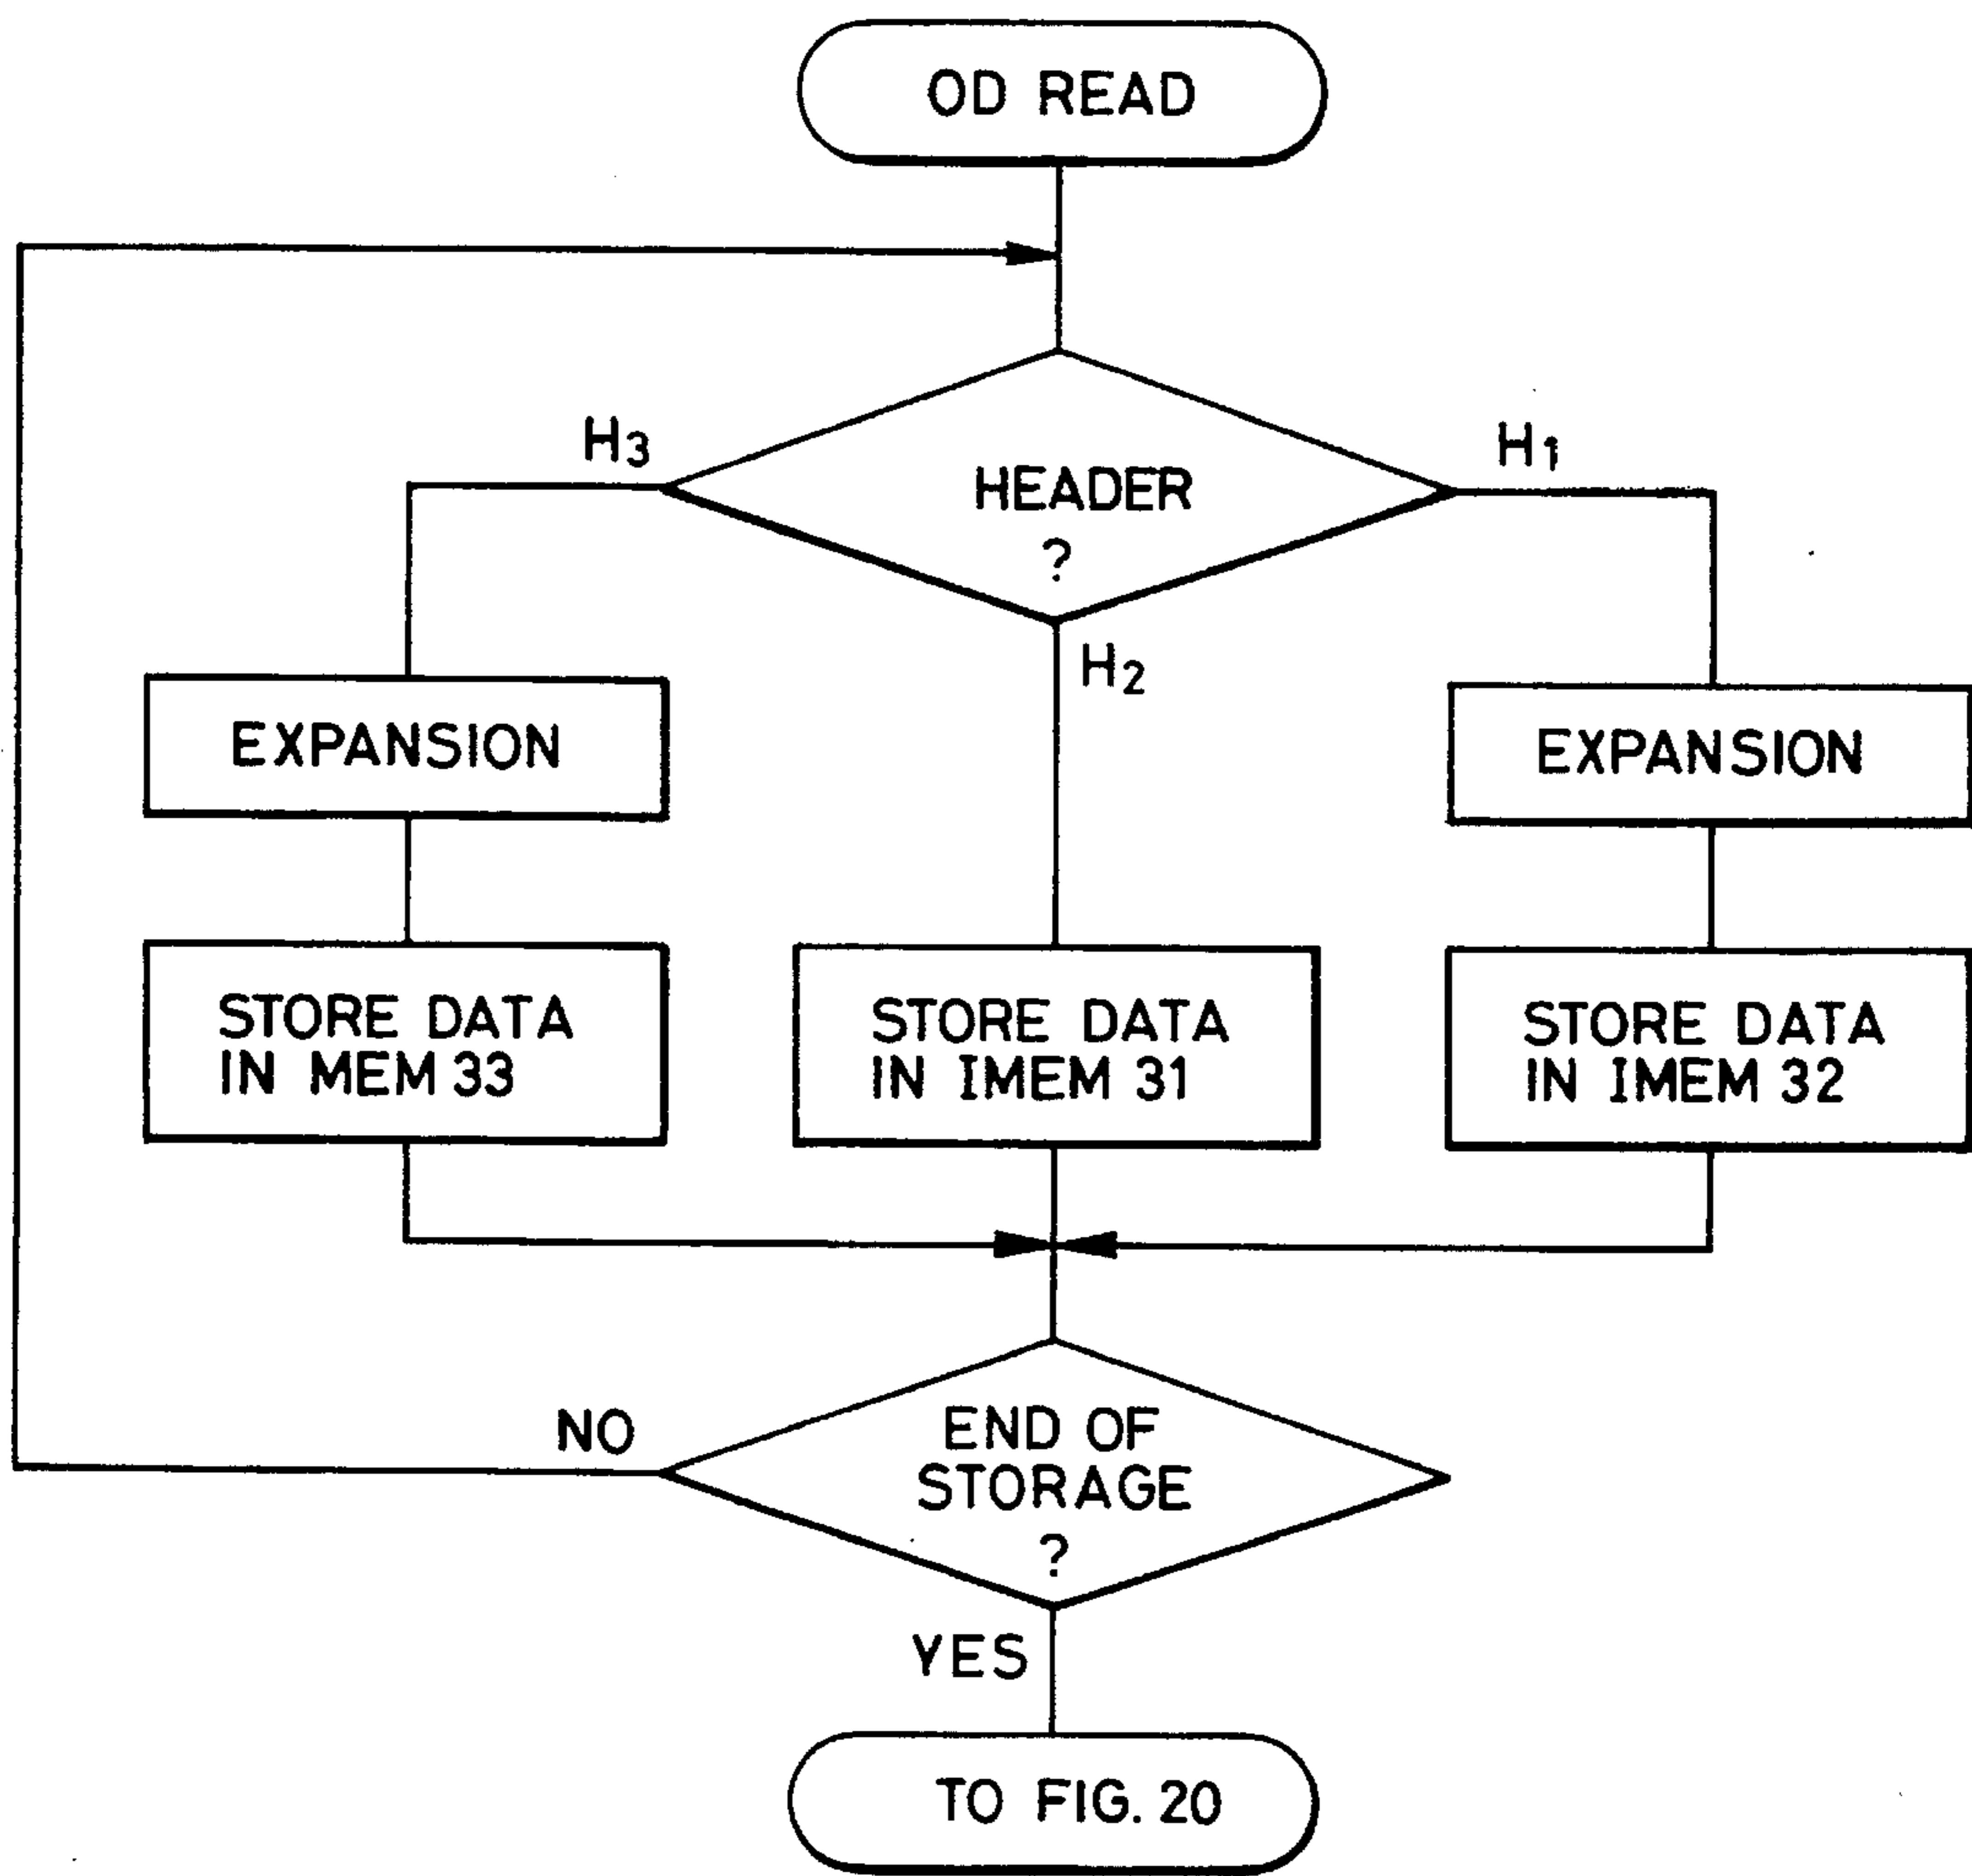 OD READ
H3
H1
HEADER
?
H2
EXPANSION
EXPANSION
STORE DATA
IN MEM 33
STORE DATA
IN IMEM 31
STORE DATA
IN IMEM 32
NO
END OF
STORAGE
?
YES
TO FIG. 20